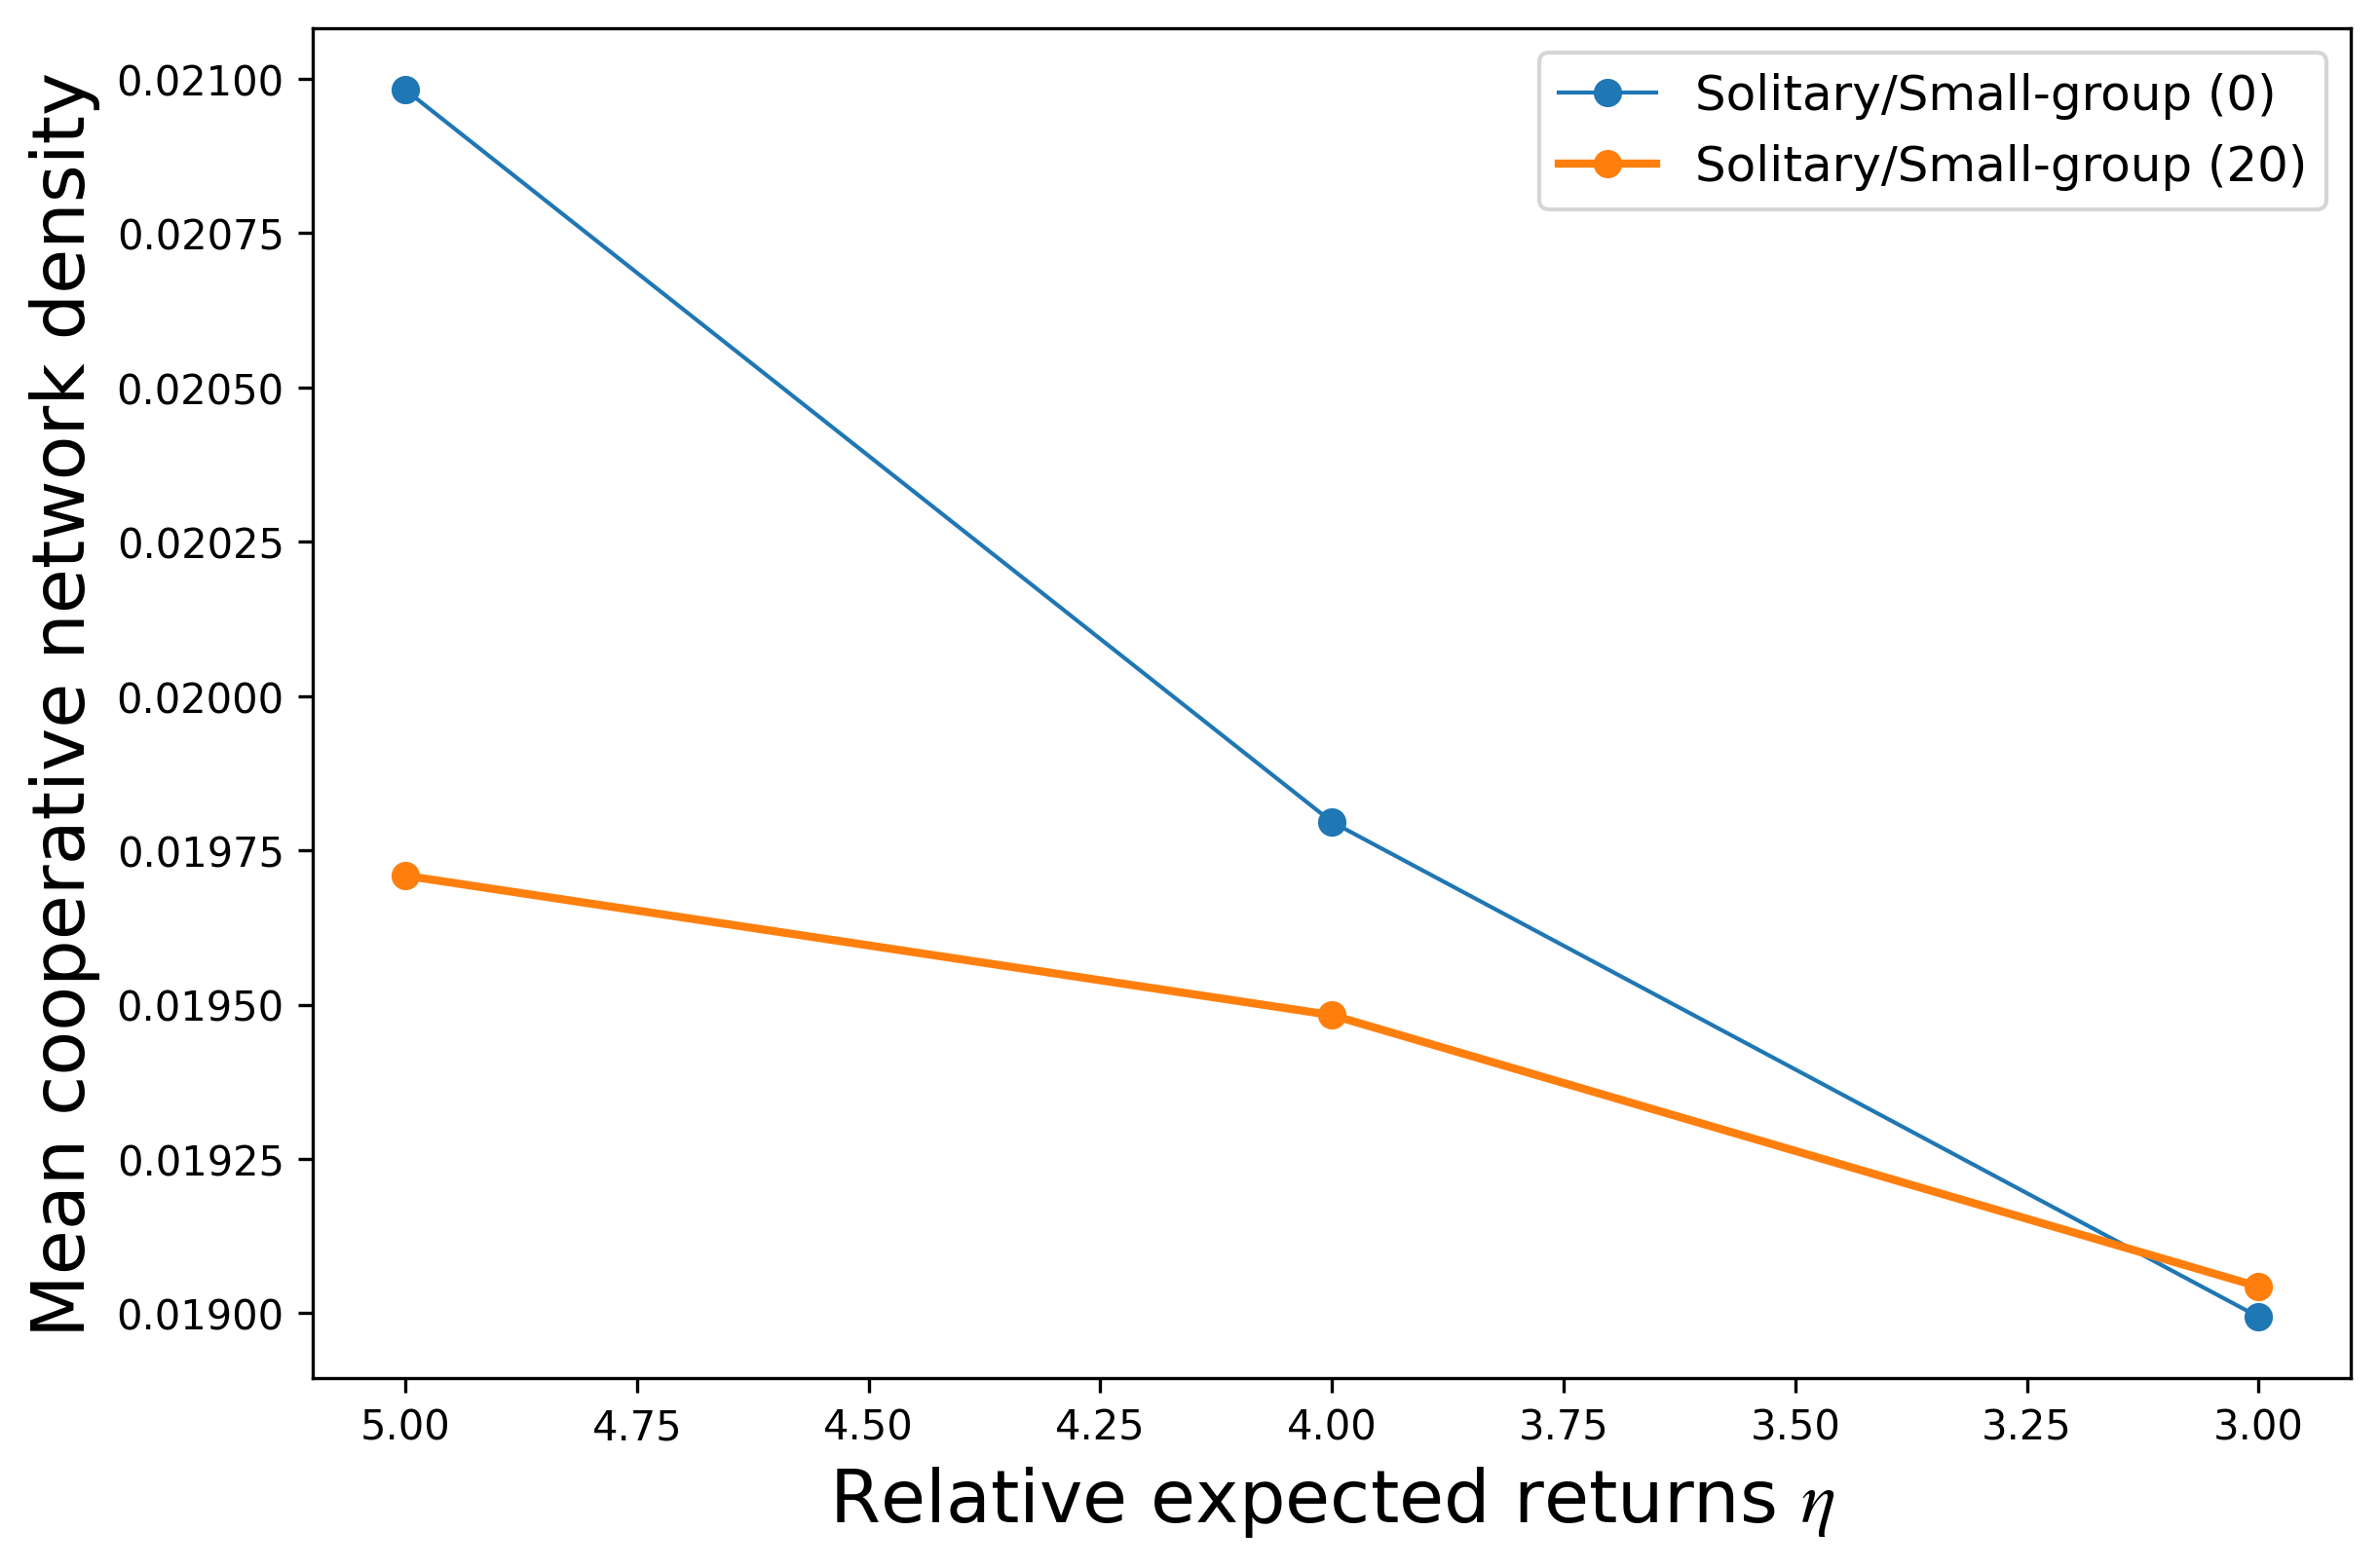 Solitary/Small-group (0)
Solitary/Small-group (20)
Mean cooperative network density
0.02100
0.02075
0.02050
0.02025
0.02000
0.01975
0.01950
0.01925
0.01900
5.00 4.75 4.50 4.25 4.00 3.75 3.50 3.25 3.00
Relative expected returns η